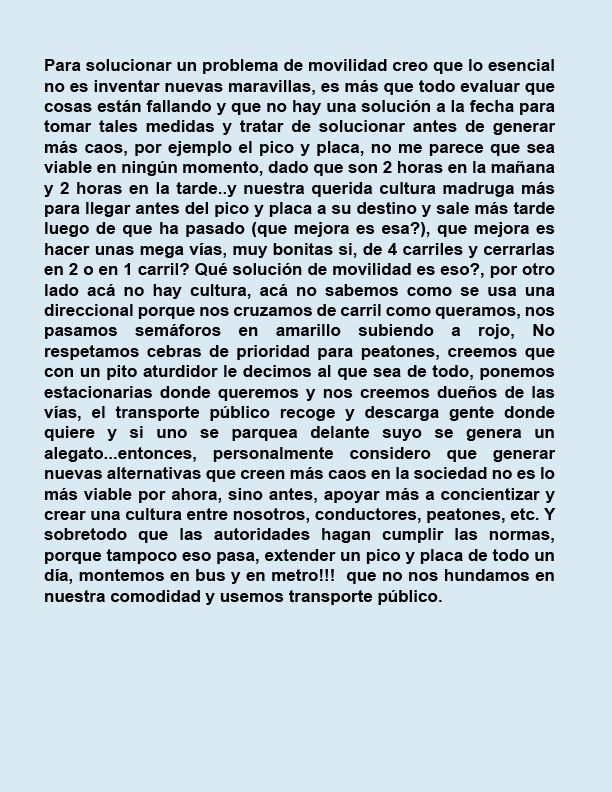 Para solucionar un problema de movilidad creo que lo esencial
no es inventar nuevas maravillas, es más que todo evaluar que
cosas están fallando y que no hay una solución a la fecha para
tomar tales medidas y tratar de solucionar antes de generar
más caos, por ejemplo el pico y placa, no me parece que sea
viable en ningún momento, dado que son 2 horas en la mañana
y 2 horas en la tarde..y nuestra querida cultura madruga más
para llegar antes del pico y placa a su destino y sale más tarde
luego de que ha pasado (que mejora es esa?), que mejora es
hacer unas mega vías, muy bonitas si, de 4 carriles y cerrarlas
en 2 o en 1 carril? Qué solución de movilidad es eso?, por otro
lado acá no hay cultura, acá no sabemos como se usa una
direccional porque nos cruzamos de carril como queramos, nos
pasamos semáforos en amarillo subiendo a rojo, No
respetamos cebras de prioridad para peatones, creemos que
con un pito aturdidor le decimos al que sea de todo, ponemos
estacionarias donde queremos y nos creemos dueños de las
vías, el transporte público recoge y descarga gente donde
quiere y si uno se parquea delante suyo se genera un
alegato...entonces, personalmente considero que generar
nuevas alternativas que creen más caos en la sociedad no es lo
más viable por ahora, sino antes, apoyar más a concientizar y
crear una cultura entre nosotros, conductores, peatones, etc. Y
sobretodo que las autoridades hagan cumplir las normas,
porque tampoco eso pasa, extender un pico y placa de todo un
día, montemos en bus y en metro!!! que no nos hundamos en
nuestra comodidad y usemos transporte público.